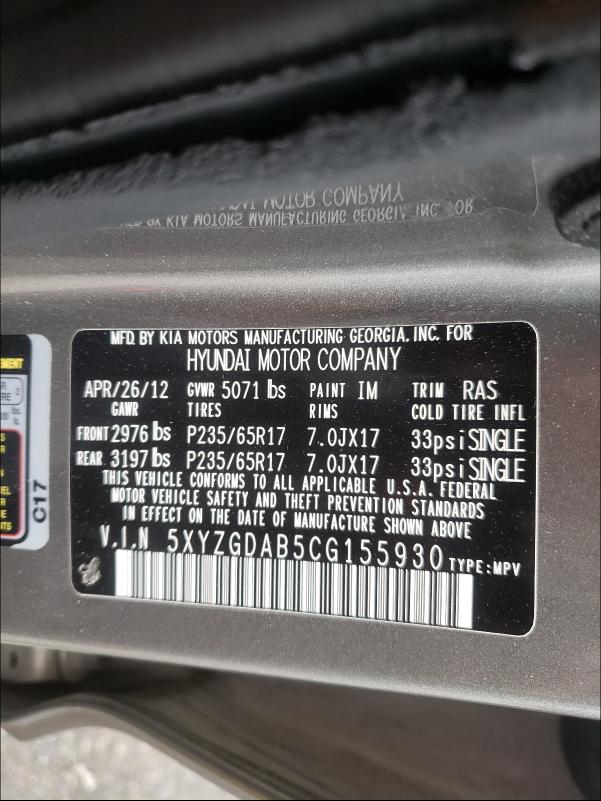 MFD. BY KIA MOTORS MANUFACTURING GEORGIA, INC. FOR
HYUNDAI MOTOR COMPANY
APR/26/12 GVWR 5071 lbs PAINT IM TRIM RAS
GAWR TIRES RIMS COLD TIRE INFL
FRONT 2976 lbs P235/65R17 7.0JX17 33psi SINGLE
REAR 3197 lbs P235/65R17 7.0JX17 33psi SINGLE
THIS VEHICLE CONFORMS TO ALL APPLICABLE U.S.A. FEDERAL
MOTOR VEHICLE SAFETY AND THEFT PREVENTION STANDARDS
IN EFFECT ON THE DATE OF MANUFACTURE SHOWN ABOVE
V.I.N 5XYZGDAB5CG155930 TYPE:MPV
C17